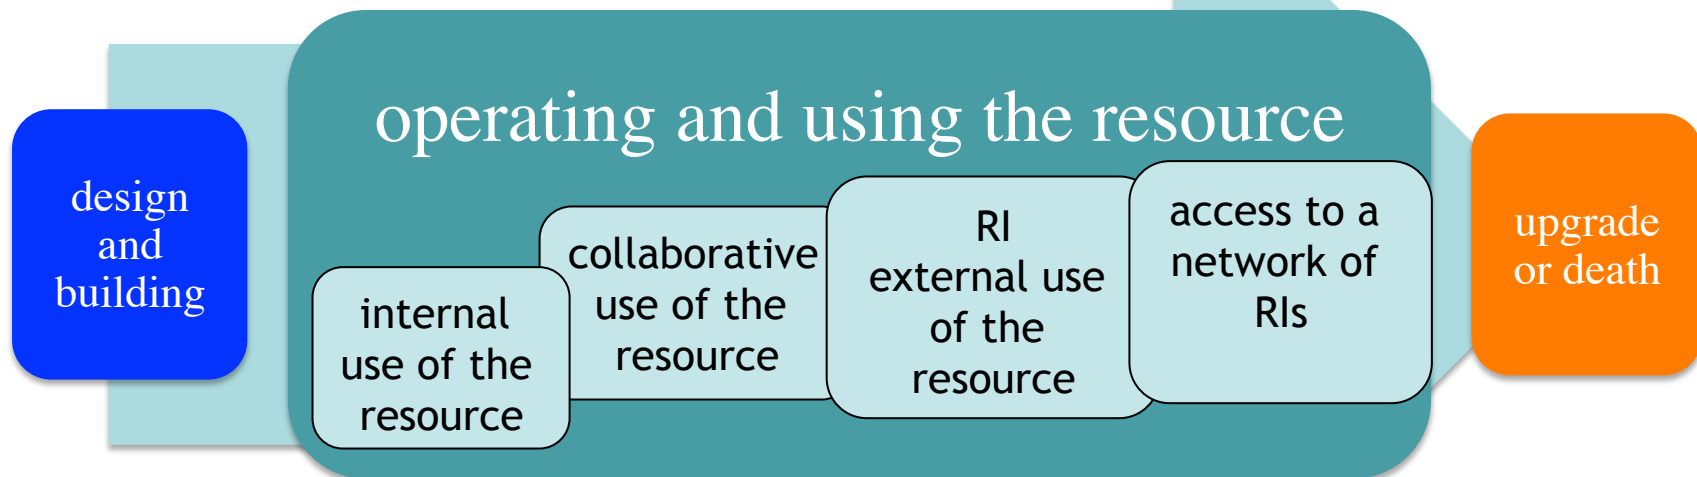 operating and using the resource
design
and
building
internal
use of the
resource
collaborative
use of the
resource
RI
external use
of the
resource
access to a
network of
RIs
upgrade
or death